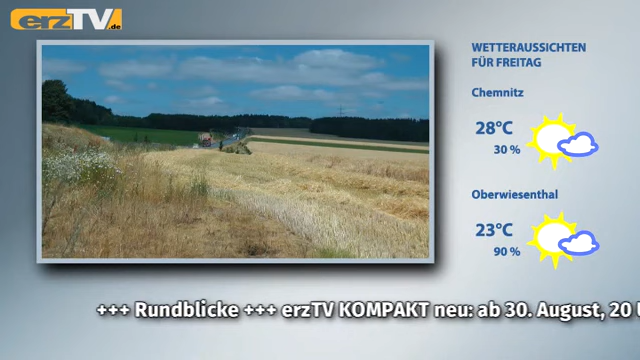 erzTV.de
WETTERAUSSICHTEN
FÜR FREITAG
Chemnitz
28°C
30 %
Oberwiesenthal
23°C
90 %
+++ Rundblicke +++ erzTV KOMPAKT neu: ab 30. August, 20 U